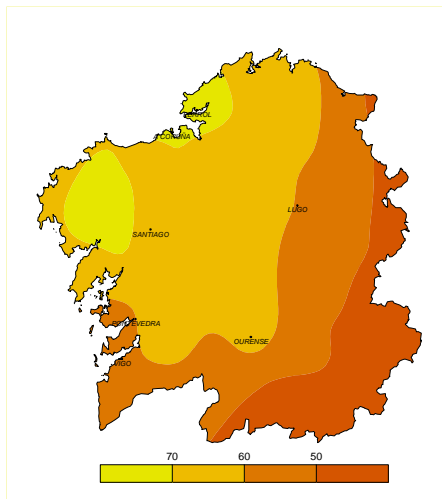 FERROL
A CORUÑA
LUGO
SANTIAGO
PONTEVEDRA
OURENSE
VIGO
70 60 50